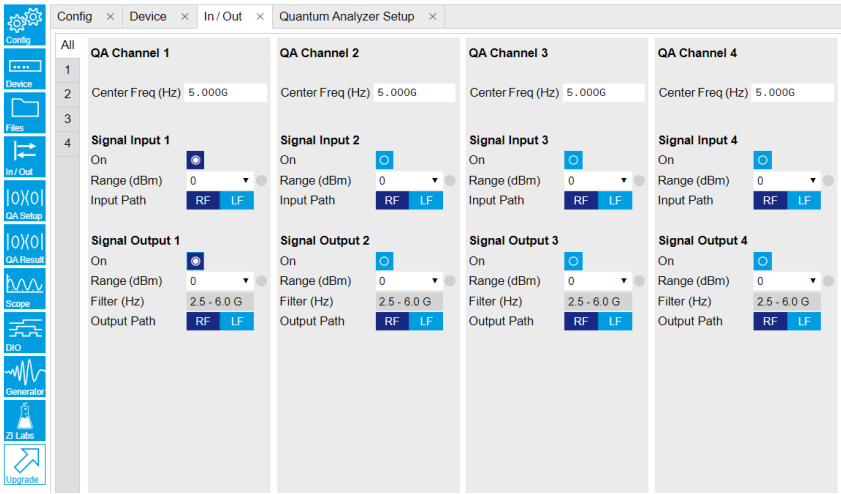 Config × Device × In / Out × Quantum Analyzer Setup ×
Config
Device
Files
In / Out
QA Setup
QA Result
Scope
DIO
Generator
ZI Labs
Upgrade
All
1
2
3
4
QA Channel 1
Center Freq (Hz) 5.000G
Signal Input 1
On
Range (dBm) 0
Input Path RF LF
Signal Output 1
On
Range (dBm) 0
Filter (Hz) 2.5 - 6.0 G
Output Path RF LF
QA Channel 2
Center Freq (Hz) 5.000G
Signal Input 2
On
Range (dBm) 0
Input Path RF LF
Signal Output 2
On
Range (dBm) 0
Filter (Hz) 2.5 - 6.0 G
Output Path RF LF
QA Channel 3
Center Freq (Hz) 5.000G
Signal Input 3
On
Range (dBm) 0
Input Path RF LF
Signal Output 3
On
Range (dBm) 0
Filter (Hz) 2.5 - 6.0 G
Output Path RF LF
QA Channel 4
Center Freq (Hz) 5.000G
Signal Input 4
On
Range (dBm) 0
Input Path RF LF
Signal Output 4
On
Range (dBm) 0
Filter (Hz) 2.5 - 6.0 G
Output Path RF LF